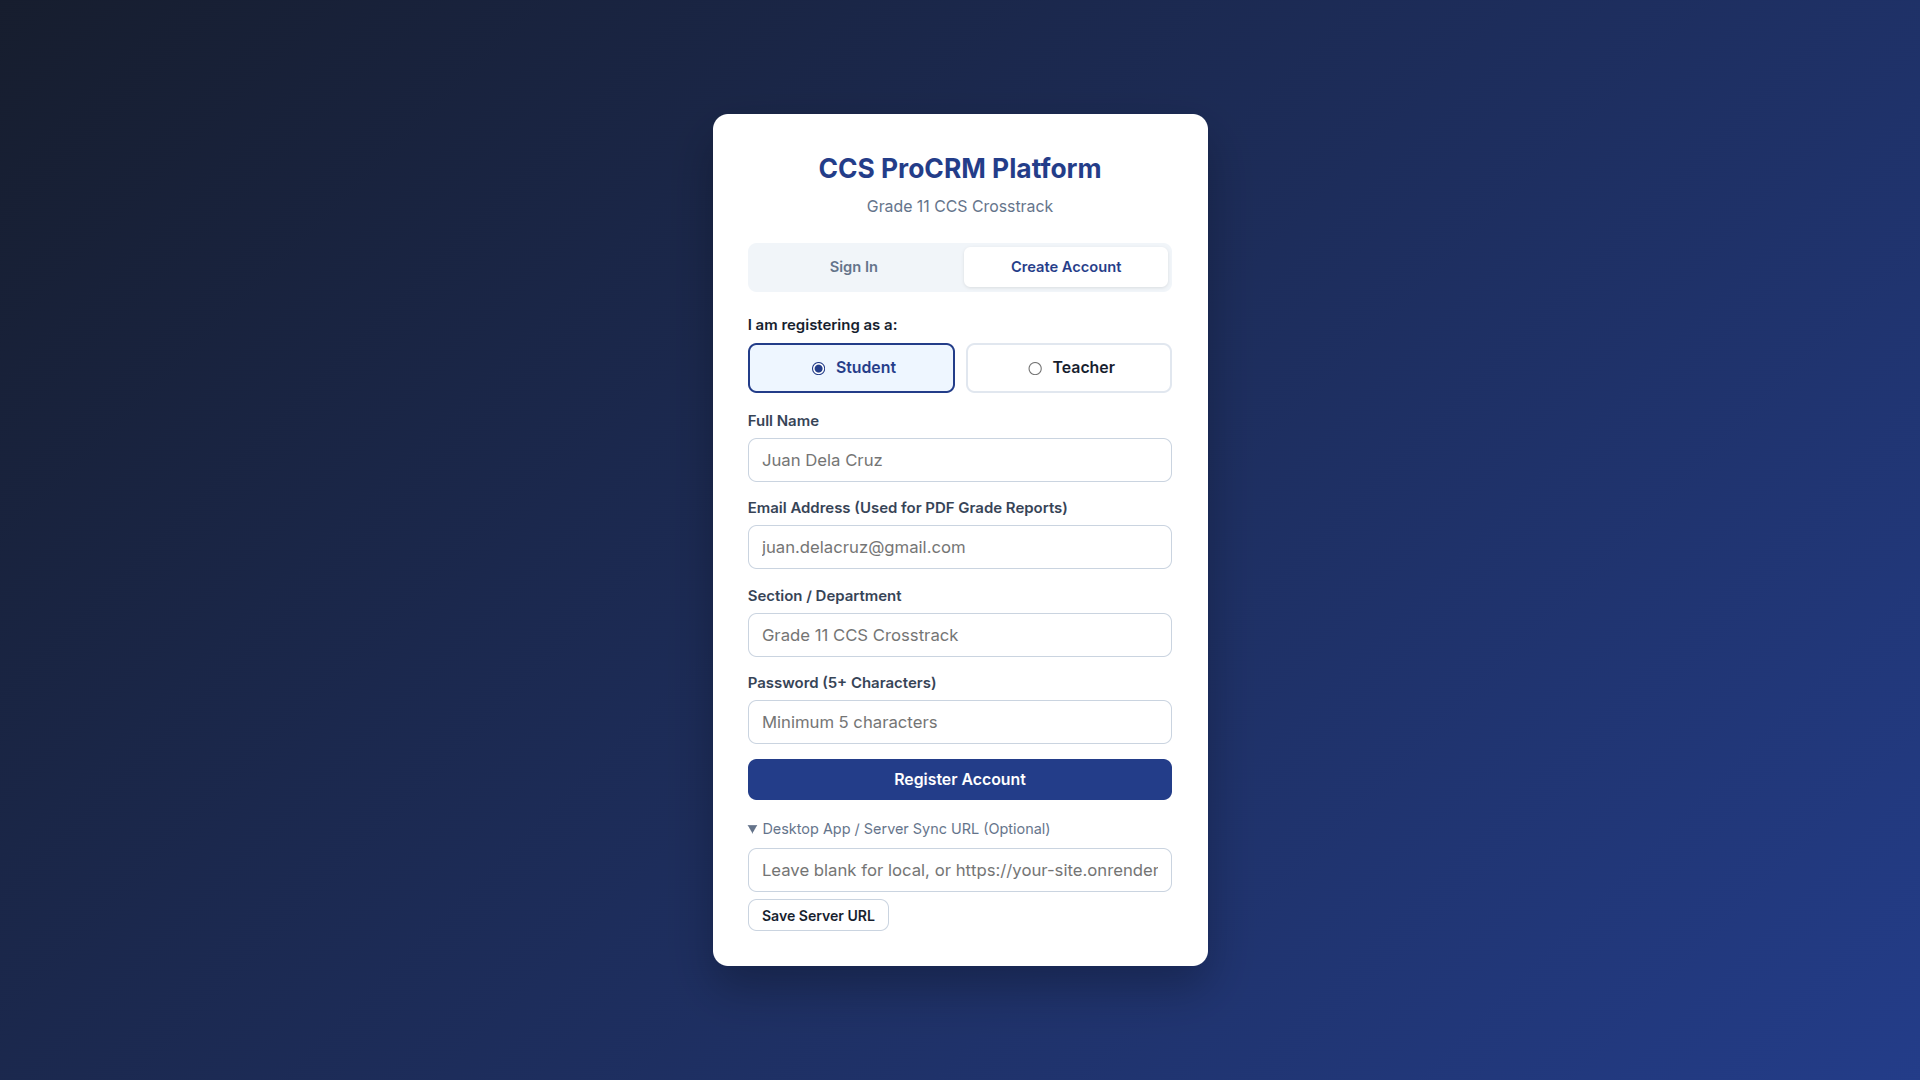 CCS ProCRM Platform
Grade 11 CCS Crosstrack
Sign In
Create Account
I am registering as a:
Student
Teacher
Full Name
Juan Dela Cruz
Email Address (Used for PDF Grade Reports)
juan.delacruz@gmail.com
Section / Department
Grade 11 CCS Crosstrack
Password (5+ Characters)
Minimum 5 characters
Register Account
Desktop App / Server Sync URL (Optional)
Leave blank for local, or https://your-site.onrender
Save Server URL